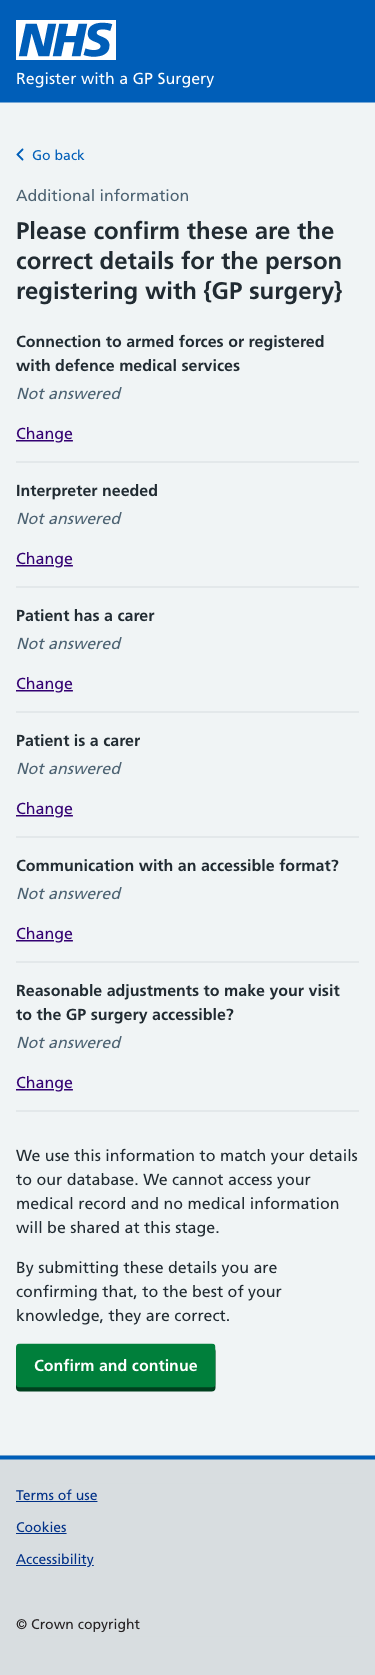 NHS
Register with a GP Surgery
Go back
Additional information
Please confirm these are the
correct details for the person
registering with {GP surgery}
Connection to armed forces or registered
with defence medical services
Not answered
Change
Interpreter needed
Not answered
Change
Patient has a carer
Not answered
Change
Patient is a carer
Not answered
Change
Communication with an accessible format?
Not answered
Change
Reasonable adjustments to make your visit
to the GP surgery accessible?
Not answered
Change
We use this information to match your details
to our database. We cannot access your
medical record and no medical information
will be shared at this stage.
By submitting these details you are
confirming that, to the best of your
knowledge, they are correct.
Confirm and continue
Terms of use
Cookies
Accessibility
© Crown copyright